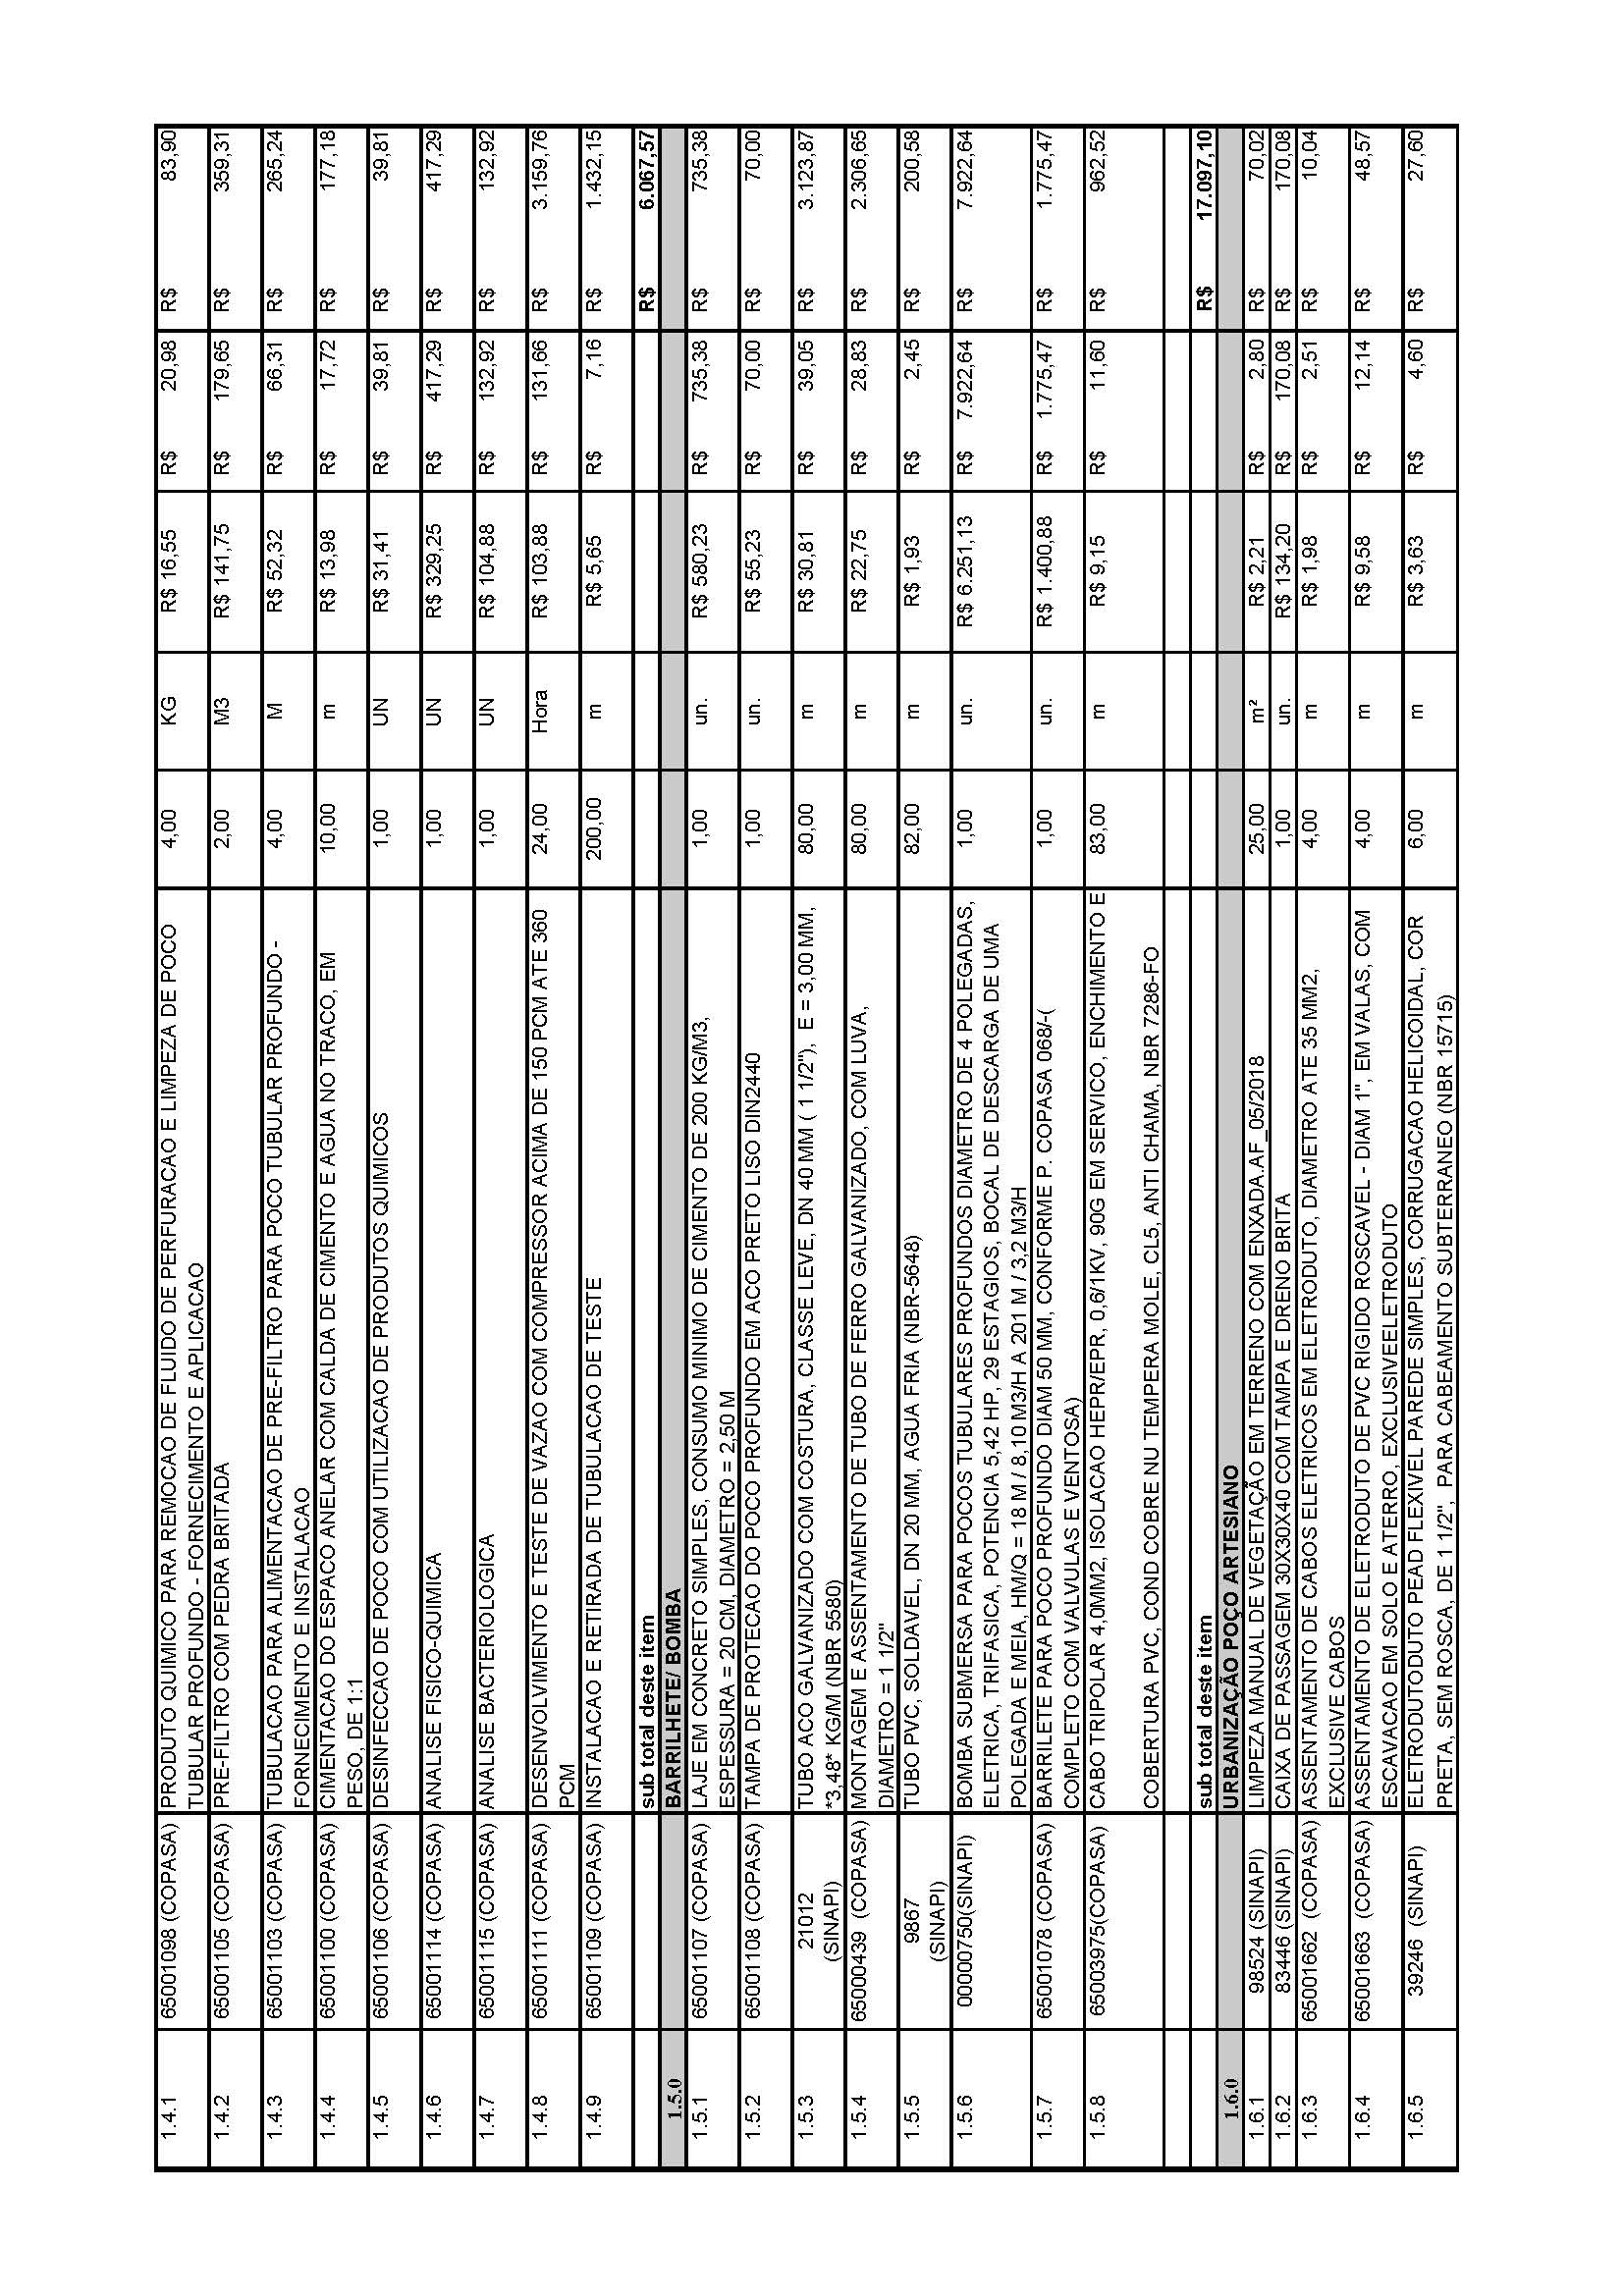 1.4.1 65001098 (COPASA) PRODUTO QUIMICO PARA REMOCAO DE FLUIDO DE PERFURACAO E LIMPEZA DE POCO 4,00 KG R$ 16,55 R$ 20,98 R$ 83,90
TUBULAR PROFUNDO - FORNECIMENTO E APLICACAO
1.4.2 65001105 (COPASA) PRE-FILTRO COM PEDRA BRITADA 2,00 M3 R$ 141,75 R$ 179,65 R$ 359,31
1.4.3 65001103 (COPASA) TUBULACAO PARA ALIMENTACAO DE PRE-FILTRO PARA POCO TUBULAR PROFUNDO - 4,00 M R$ 52,32 R$ 66,31 R$ 265,24
FORNECIMENTO E INSTALACAO
1.4.4 65001100 (COPASA) CIMENTACAO DO ESPACO ANELAR COM CALDA DE CIMENTO E AGUA NO TRACO, EM 10,00 m R$ 13,98 R$ 17,72 R$ 177,18
PESO, DE 1:1
1.4.5 65001106 (COPASA) DESINFECCAO DE POCO COM UTILIZACAO DE PRODUTOS QUIMICOS 1,00 UN R$ 31,41 R$ 39,81 R$ 39,81
1.4.6 65001114 (COPASA) ANALISE FISICO-QUIMICA 1,00 UN R$ 329,25 R$ 417,29 R$ 417,29
1.4.7 65001115 (COPASA) ANALISE BACTERIOLOGICA 1,00 UN R$ 104,88 R$ 132,92 R$ 132,92
1.4.8 65001111 (COPASA) DESENVOLVIMENTO E TESTE DE VAZAO COM COMPRESSOR ACIMA DE 150 PCM ATE 360 24,00 Hora R$ 103,88 R$ 131,66 R$ 3.159,76
PCM
1.4.9 65001109 (COPASA) INSTALACAO E RETIRADA DE TUBULACAO DE TESTE 200,00 m R$ 5,65 R$ 7,16 R$ 1.432,15
sub total deste item R$ 6.067,57
1.5.0 BARRILHETE/ BOMBA
1.5.1 65001107 (COPASA) LAJE EM CONCRETO SIMPLES, CONSUMO MINIMO DE CIMENTO DE 200 KG/M3, 1,00 un. R$ 580,23 R$ 735,38 R$ 735,38
ESPESSURA = 20 CM, DIAMETRO = 2,50 M
1.5.2 65001108 (COPASA) TAMPA DE PROTECAO DO POCO PROFUNDO EM ACO PRETO LISO DIN2440 1,00 un. R$ 55,23 R$ 70,00 R$ 70,00
1.5.3 21012 TUBO ACO GALVANIZADO COM COSTURA, CLASSE LEVE, DN 40 MM ( 1 1/2"), E = 3,00 MM, 80,00 m R$ 30,81 R$ 39,05 R$ 3.123,87
(SINAPI) *3,48* KG/M (NBR 5580)
1.5.4 65000439 (COPASA) MONTAGEM E ASSENTAMENTO DE TUBO DE FERRO GALVANIZADO, COM LUVA, 80,00 m R$ 22,75 R$ 28,83 R$ 2.306,65
DIAMETRO = 1 1/2"
1.5.5 9867 TUBO PVC, SOLDAVEL, DN 20 MM, AGUA FRIA (NBR-5648) 82,00 m R$ 1,93 R$ 2,45 R$ 200,58
(SINAPI)
1.5.6 00000750(SINAPI) BOMBA SUBMERSA PARA POCOS TUBULARES PROFUNDOS DIAMETRO DE 4 POLEGADAS, 1,00 un. R$ 6.251,13 R$ 7.922,64 R$ 7.922,64
ELETRICA, TRIFASICA, POTENCIA 5,42 HP, 29 ESTAGIOS, BOCAL DE DESCARGA DE UMA
POLEGADA E MEIA, HM/Q = 18 M / 8,10 M3/H A 201 M / 3,2 M3/H
1.5.7 65001078 (COPASA) BARRILETE PARA POCO PROFUNDO DIAM 50 MM, CONFORME P. COPASA 068/-( 1,00 un. R$ 1.400,88 R$ 1.775,47 R$ 1.775,47
COMPLETO COM VALVULAS E VENTOSA)
1.5.8 65003975(COPASA) CABO TRIPOLAR 4,0MM2, ISOLACAO HEPR/EPR, 0,6/1KV, 90G EM SERVICO, ENCHIMENTO E 83,00 m R$ 9,15 R$ 11,60 R$ 962,52
COBERTURA PVC, COND COBRE NU TEMPERA MOLE, CL5, ANTI CHAMA, NBR 7286-FO
sub total deste item R$ 17.097,10
1.6.0 URBANIZAÇÃO POÇO ARTESIANO
1.6.1 98524 (SINAPI) LIMPEZA MANUAL DE VEGETAÇÃO EM TERRENO COM ENXADA.AF_05/2018 25,00 m² R$ 2,21 R$ 2,80 R$ 70,02
1.6.2 83446 (SINAPI) CAIXA DE PASSAGEM 30X30X40 COM TAMPA E DRENO BRITA 1,00 un. R$ 134,20 R$ 170,08 R$ 170,08
1.6.3 65001662 (COPASA) ASSENTAMENTO DE CABOS ELETRICOS EM ELETRODUTO, DIAMETRO ATE 35 MM2, 4,00 m R$ 1,98 R$ 2,51 R$ 10,04
EXCLUSIVE CABOS
1.6.4 65001663 (COPASA) ASSENTAMENTO DE ELETRODUTO DE PVC RIGIDO ROSCAVEL - DIAM 1", EM VALAS, COM 4,00 m R$ 9,58 R$ 12,14 R$ 48,57
ESCAVACAO EM SOLO E ATERRO, EXCLUSIVEELETRODUTO
1.6.5 39246 (SINAPI) ELETRODUTODUTO PEAD FLEXIVEL PAREDE SIMPLES, CORRUGACAO HELICOIDAL, COR 6,00 m R$ 3,63 R$ 4,60 R$ 27,60
PRETA, SEM ROSCA, DE 1 1/2", PARA CABEAMENTO SUBTERRANEO (NBR 15715)